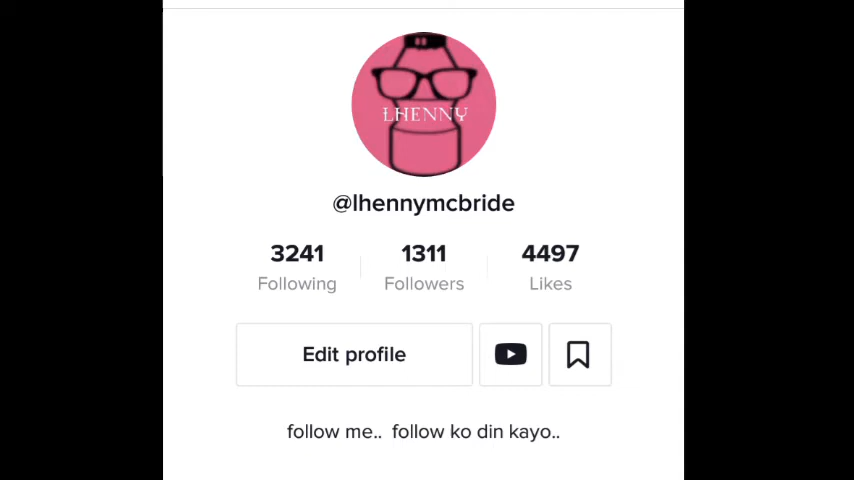 LHENNY
@lhennymcbride
3241 1311 4497
Following Followers Likes
Edit profile
follow me.. follow ko din kayo..